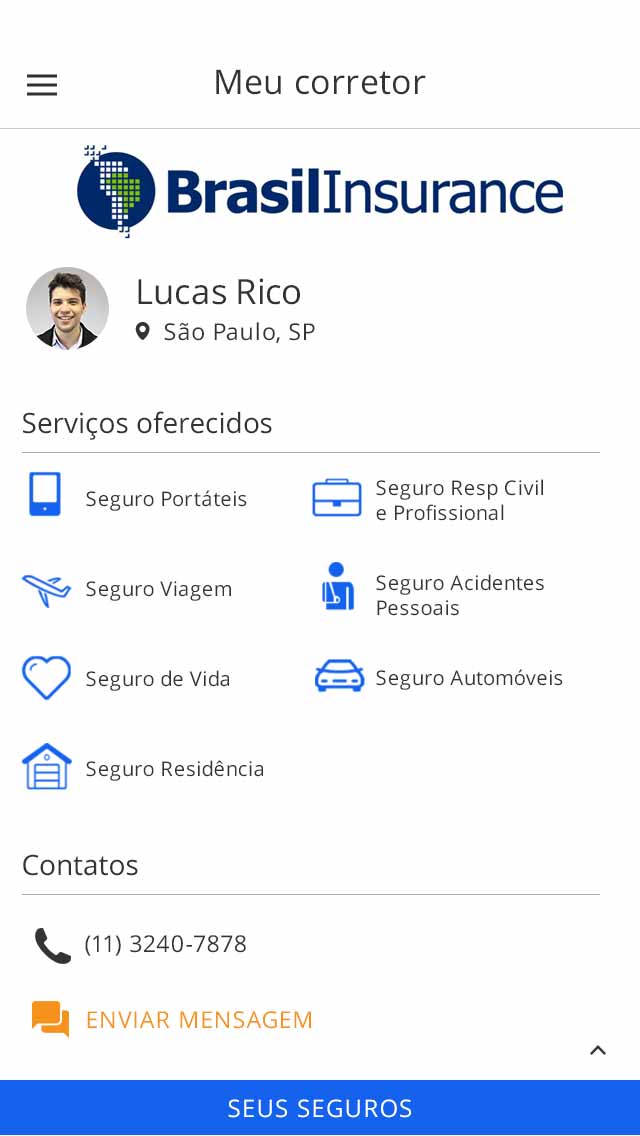 Meu corretor
BrasilInsurance
Lucas Rico
São Paulo, SP
Serviços oferecidos
Seguro Portáteis
Seguro Resp Civil
e Profissional
Seguro Viagem
Seguro Acidentes
Pessoais
Seguro de Vida
Seguro Automóveis
Seguro Residência
Contatos
(11) 3240-7878
ENVIAR MENSAGEM
SEUS SEGUROS